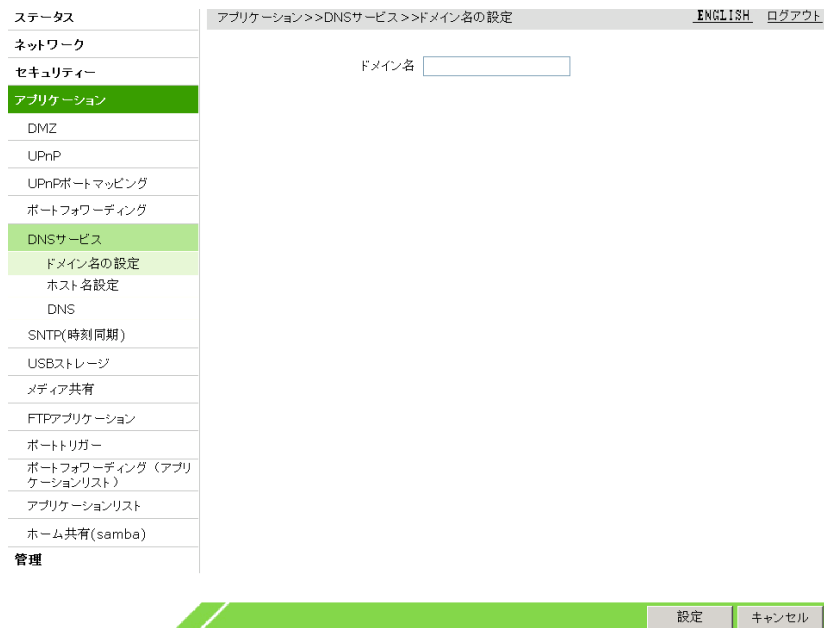 アプリケーション>>DNSサービス>>ドメイン名の設定
ENGLISH ログアウト
ステータス
ネットワーク
セキュリティー
アプリケーション
DMZ
UPnP
UPnPポートマッピング
ポートフォワーディング
DNSサービス
ドメイン名の設定
ホスト名設定
DNS
SNTP(時刻同期)
USBストレージ
メディア共有
FTPアプリケーション
ポートトリガー
ポートフォワーディング（アプリ
ケーションリスト）
アプリケーションリスト
ホーム共有(samba)
管理
ドメイン名
設定 キャンセル